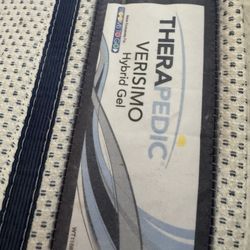 THERAPEDIC
VERISIMO
Hybrid Gel